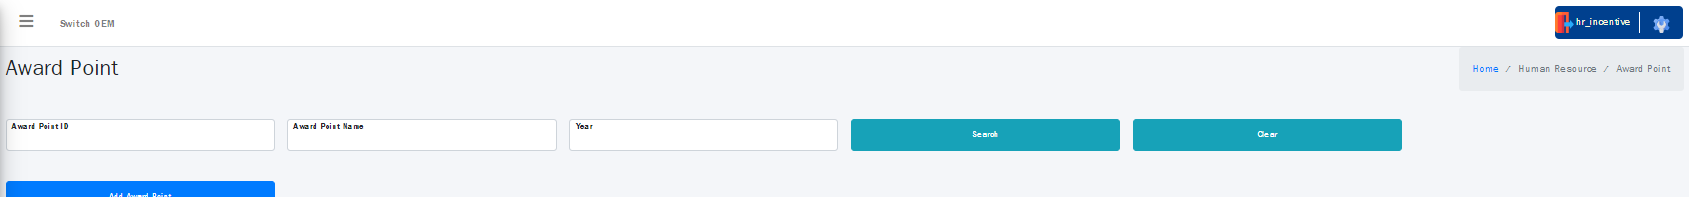 Switch OEM
hr_incentive
Award Point
Home / Human Resource / Award Point
Award Point ID
Award Point Name
Year
Search
Clear
Add Award Point